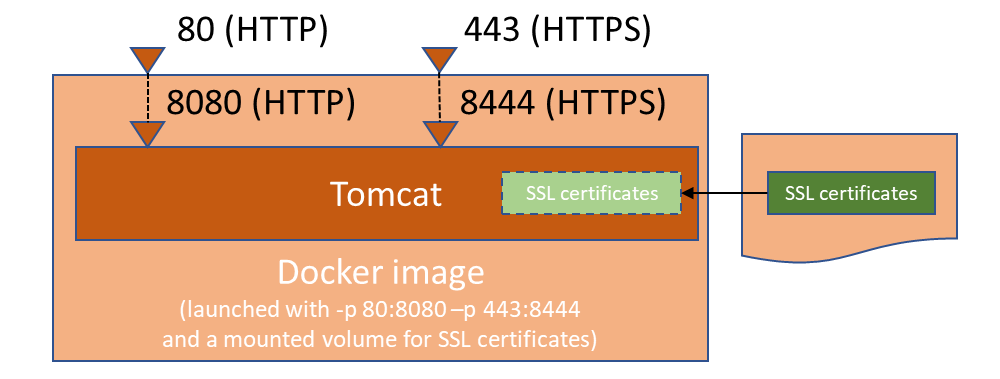 80 (HTTP)
443 (HTTPS)
8080 (HTTP)
8444 (HTTPS)
Tomcat
SSL certificates
SSL certificates
Docker image
(launched with -p 80:8080 –p 443:8444
and a mounted volume for SSL certificates)